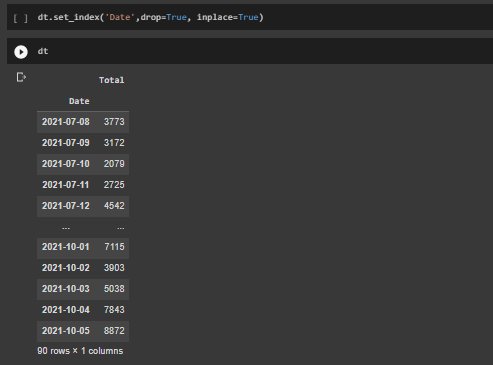 [ ] dt.set_index('Date',drop=True, inplace=True)
dt
Total
Date
2021-07-08 3773
2021-07-09 3172
2021-07-10 2079
2021-07-11 2725
2021-07-12 4542
... ...
2021-10-01 7115
2021-10-02 3903
2021-10-03 5038
2021-10-04 7843
2021-10-05 8872
90 rows × 1 columns